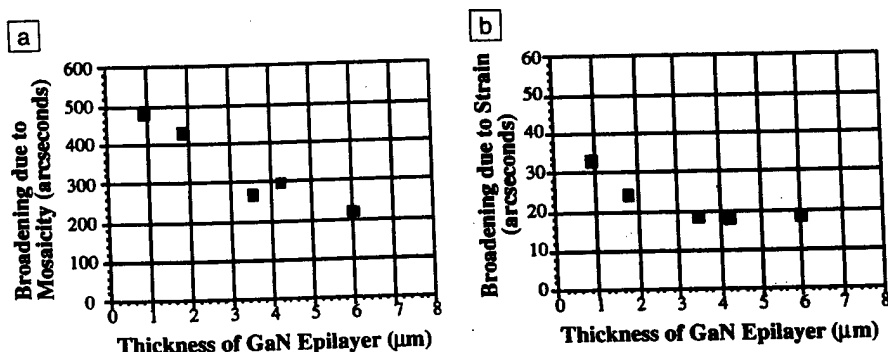 a
600
500
400
300
200
100
0
Broadening due to
Mosaicity (arcseconds)
0 1 2 3 4 5 6 7 8
Thickness of GaN Epilayer (μm)
b
60
50
40
30
20
10
0
Broadening due to Strain
(arcseconds)
0 1 2 3 4 5 6 7 8
Thickness of GaN Epilayer (μm)